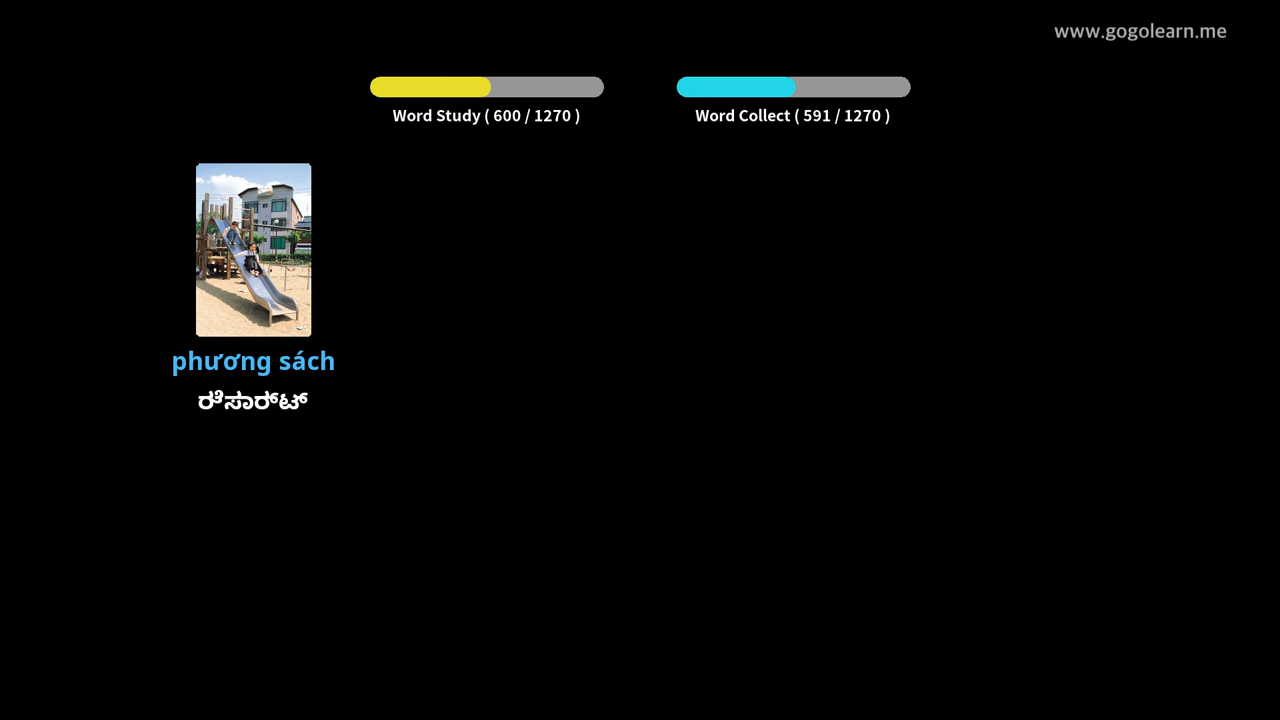 www.gogolearn.me
Word Study ( 600 / 1270 )
Word Collect ( 591 / 1270 )
phương sách
ರೆಸಾರ್ಟ್